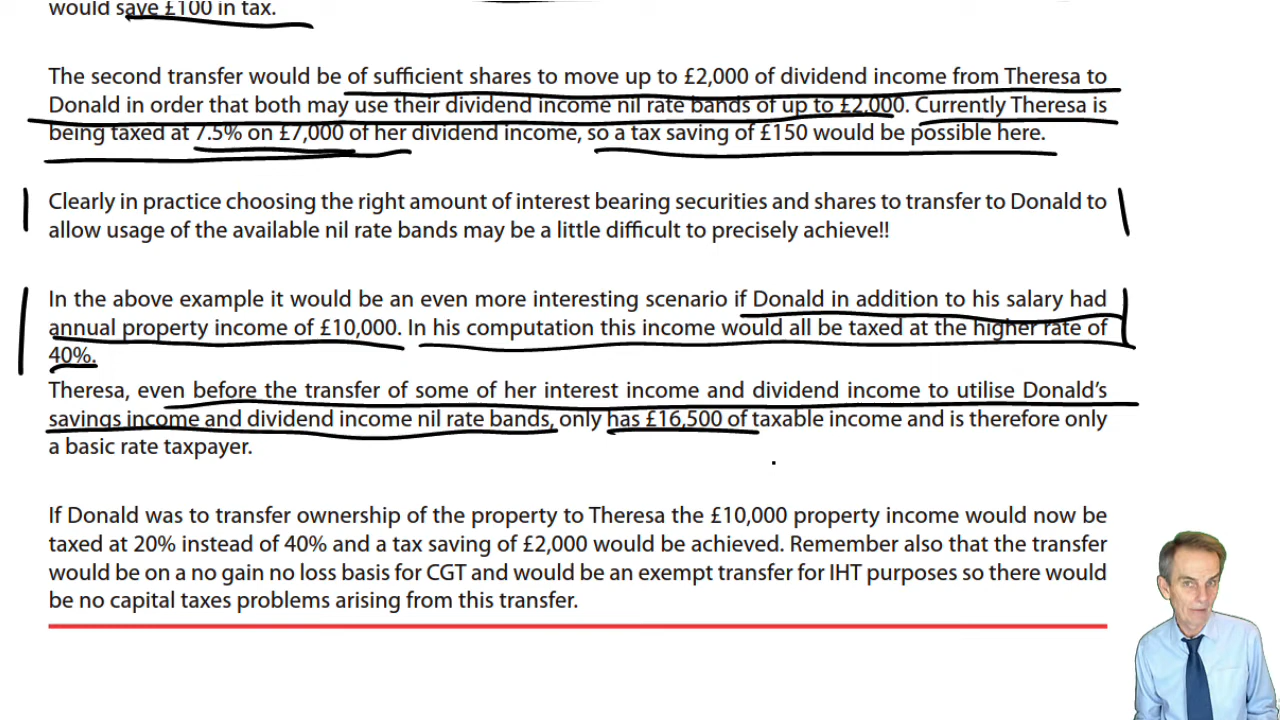 would save £100 in tax.
The second transfer would be of sufficient shares to move up to £2,000 of dividend income from Theresa to
Donald in order that both may use their dividend income nil rate bands of up to £2,000. Currently Theresa is
being taxed at 7.5% on £7,000 of her dividend income, so a tax saving of £150 would be possible here.
Clearly in practice choosing the right amount of interest bearing securities and shares to transfer to Donald to
allow usage of the available nil rate bands may be a little difficult to precisely achieve!!
In the above example it would be an even more interesting scenario if Donald in addition to his salary had
annual property income of £10,000. In his computation this income would all be taxed at the higher rate of
40%.
Theresa, even before the transfer of some of her interest income and dividend income to utilise Donald's
savings income and dividend income nil rate bands, only has £16,500 of taxable income and is therefore only
a basic rate taxpayer.
If Donald was to transfer ownership of the property to Theresa the £10,000 property income would now be
taxed at 20% instead of 40% and a tax saving of £2,000 would be achieved. Remember also that the transfer
would be on a no gain no loss basis for CGT and would be an exempt transfer for IHT purposes so there would
be no capital taxes problems arising from this transfer.